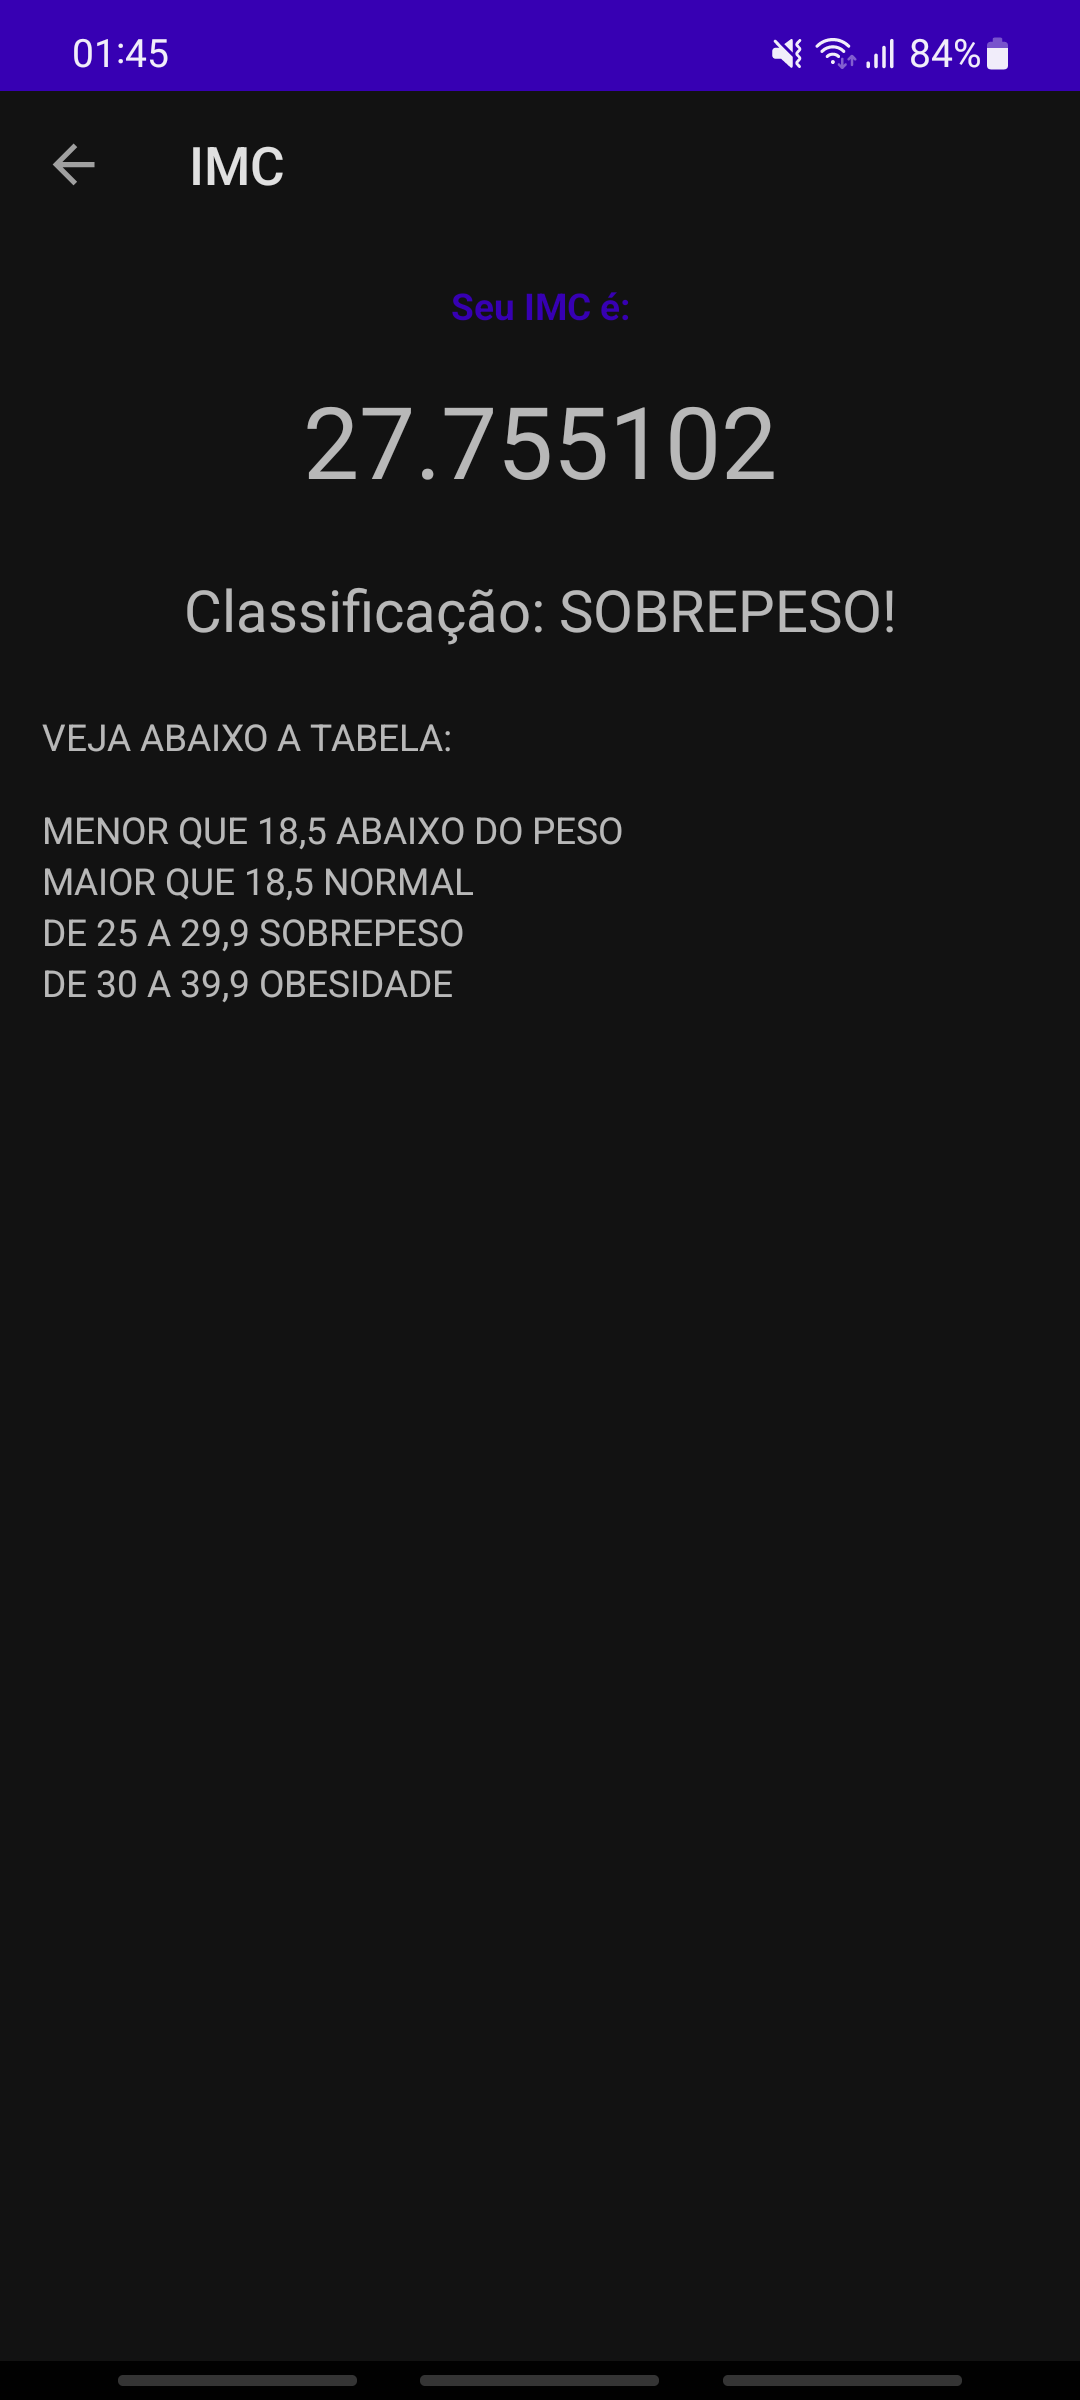 01:45
84%
IMC
Seu IMC é:
27.755102
Classificação: SOBREPESO!
VEJA ABAIXO A TABELA:
MENOR QUE 18,5 ABAIXO DO PESO
MAIOR QUE 18,5 NORMAL
DE 25 A 29,9 SOBREPESO
DE 30 A 39,9 OBESIDADE